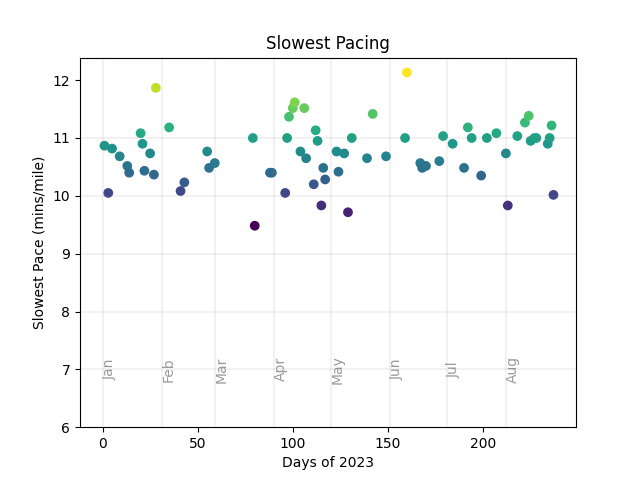 Slowest Pacing
Slowest Pace (mins/mile)
12
11
10
9
8
7
6
Jan
Feb
Mar
Apr
May
Jun
Jul
Aug
0
50
100
150
200
Days of 2023